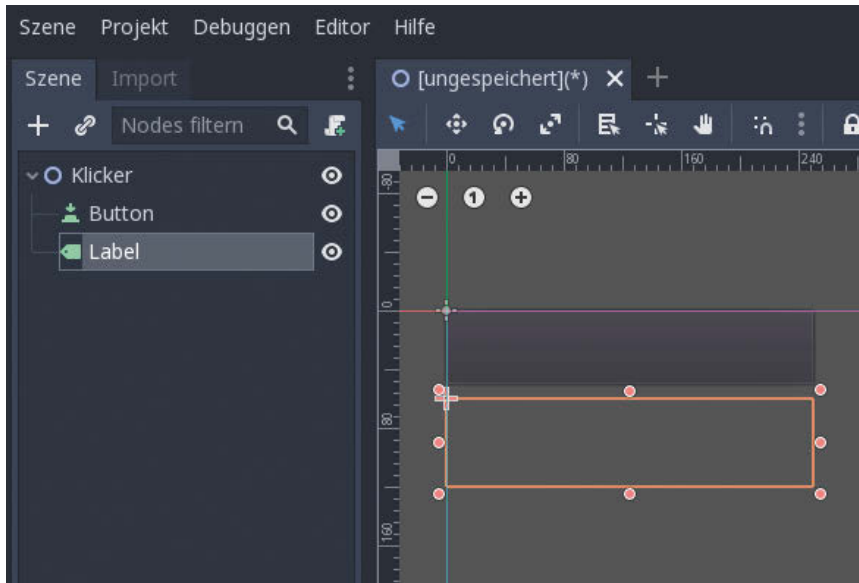 Szene Projekt Debuggen Editor Hilfe
Szene Import
[ungespeichert](*)
Nodes filtern
1
0 80 160 240
Klicker
Button
Label
-80
0
80
160